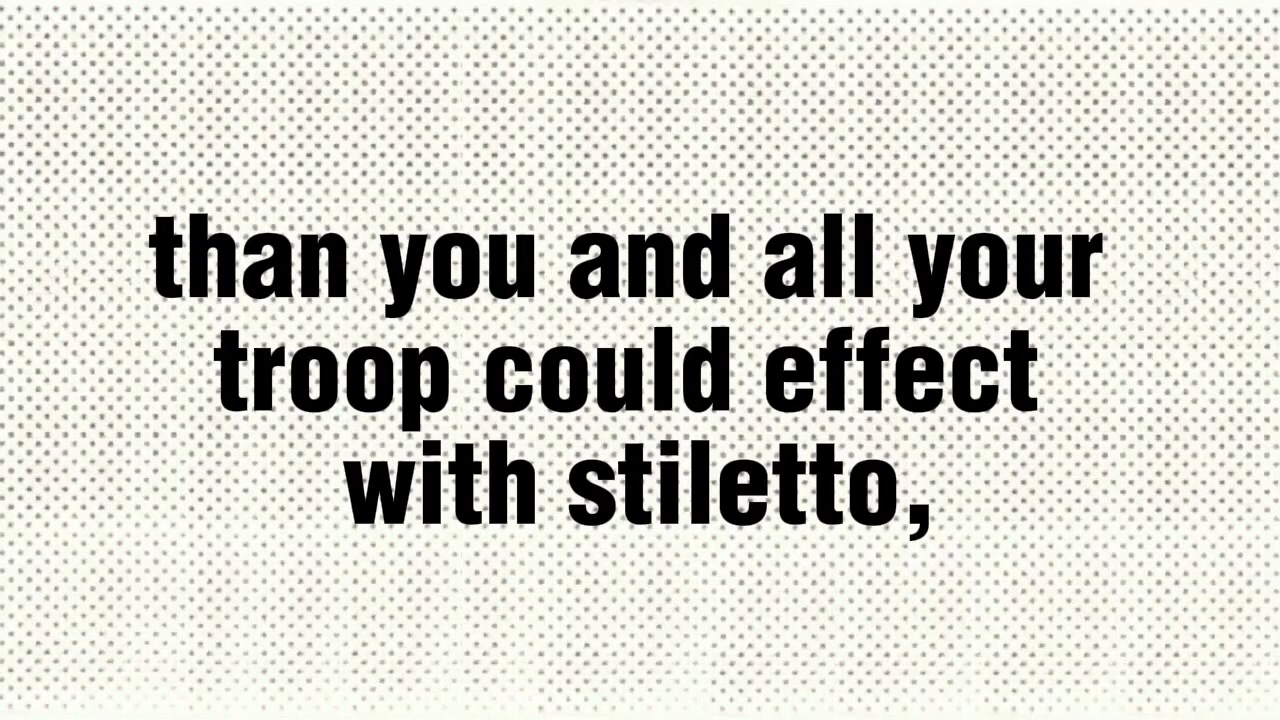 than you and all your
troop could effect
with stiletto,